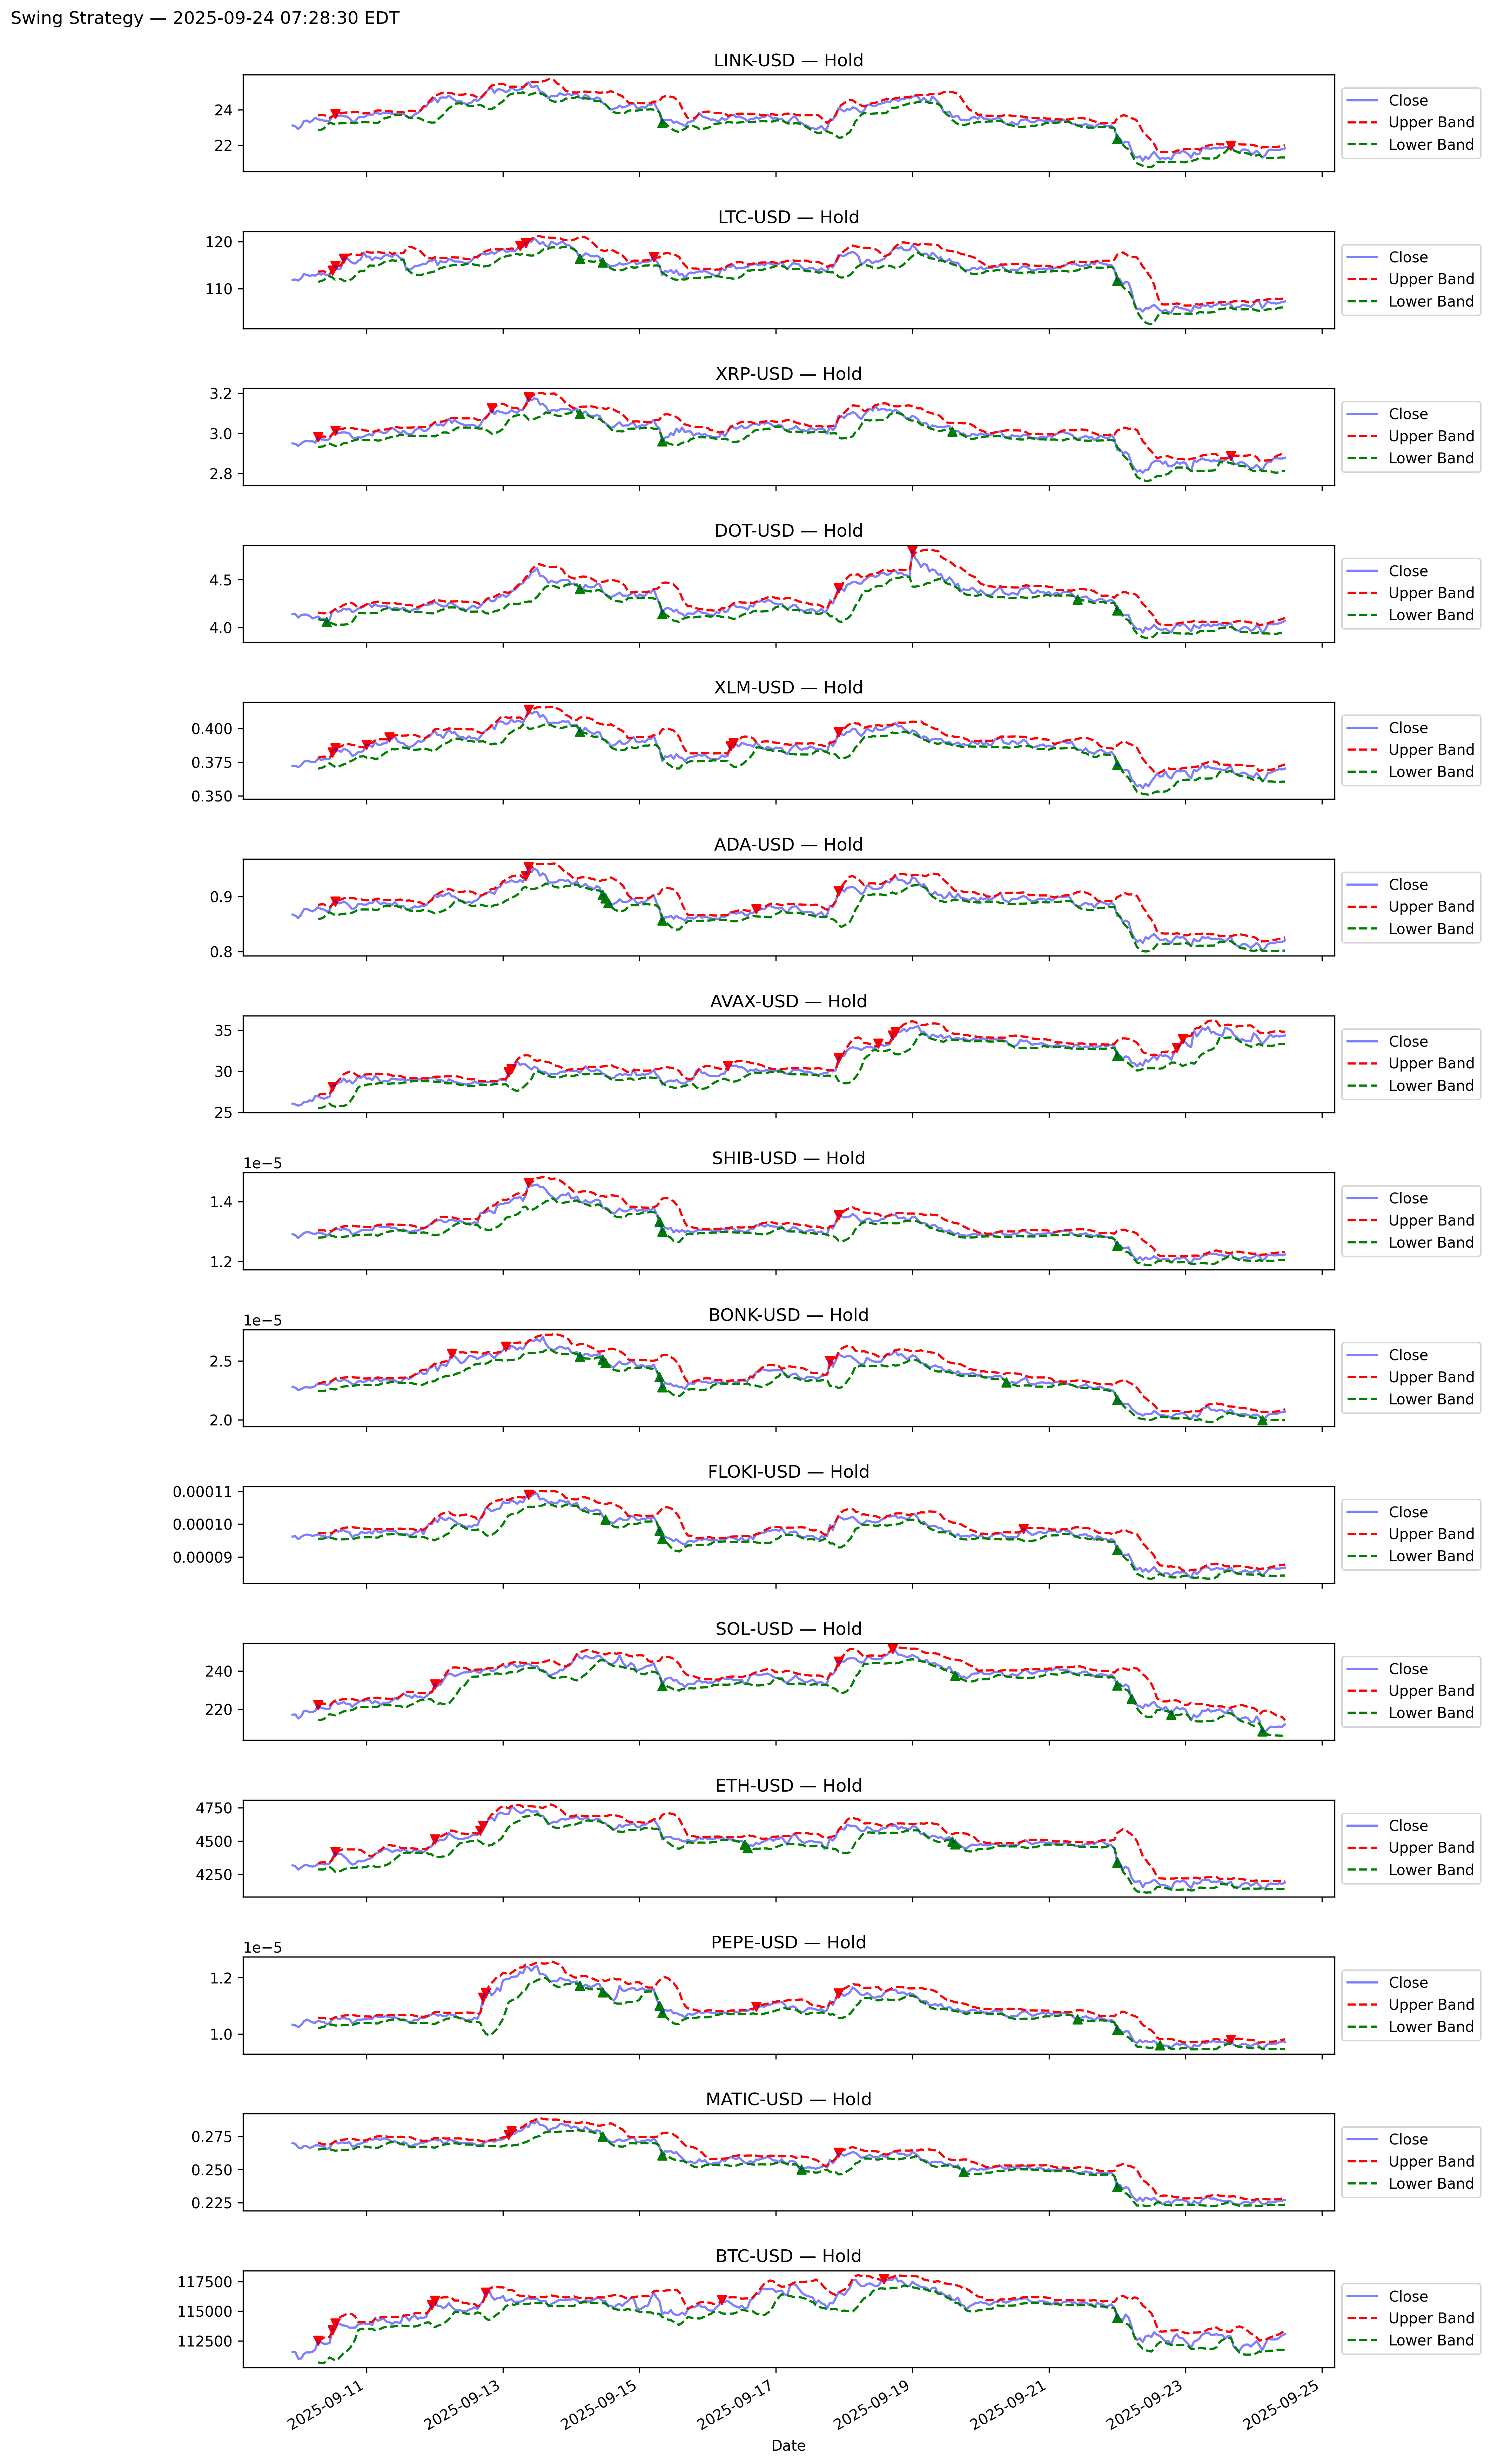 Swing Strategy — 2025-09-24 07:28:30 EDT
LINK-USD — Hold
24
22
Close
Upper Band
Lower Band
LTC-USD — Hold
120
110
Close
Upper Band
Lower Band
XRP-USD — Hold
3.2
3.0
2.8
Close
Upper Band
Lower Band
DOT-USD — Hold
4.5
4.0
Close
Upper Band
Lower Band
XLM-USD — Hold
0.400
0.375
0.350
Close
Upper Band
Lower Band
ADA-USD — Hold
0.9
0.8
Close
Upper Band
Lower Band
AVAX-USD — Hold
35
30
25
Close
Upper Band
Lower Band
SHIB-USD — Hold
1e−5
1.4
1.2
Close
Upper Band
Lower Band
BONK-USD — Hold
1e−5
2.5
2.0
Close
Upper Band
Lower Band
FLOKI-USD — Hold
0.00011
0.00010
0.00009
Close
Upper Band
Lower Band
SOL-USD — Hold
240
220
Close
Upper Band
Lower Band
ETH-USD — Hold
4750
4500
4250
Close
Upper Band
Lower Band
PEPE-USD — Hold
1e−5
1.2
1.0
Close
Upper Band
Lower Band
MATIC-USD — Hold
0.275
0.250
0.225
Close
Upper Band
Lower Band
BTC-USD — Hold
117500
115000
112500
Close
Upper Band
Lower Band
2025-09-11
2025-09-13
2025-09-15
2025-09-17
2025-09-19
2025-09-21
2025-09-23
2025-09-25
Date